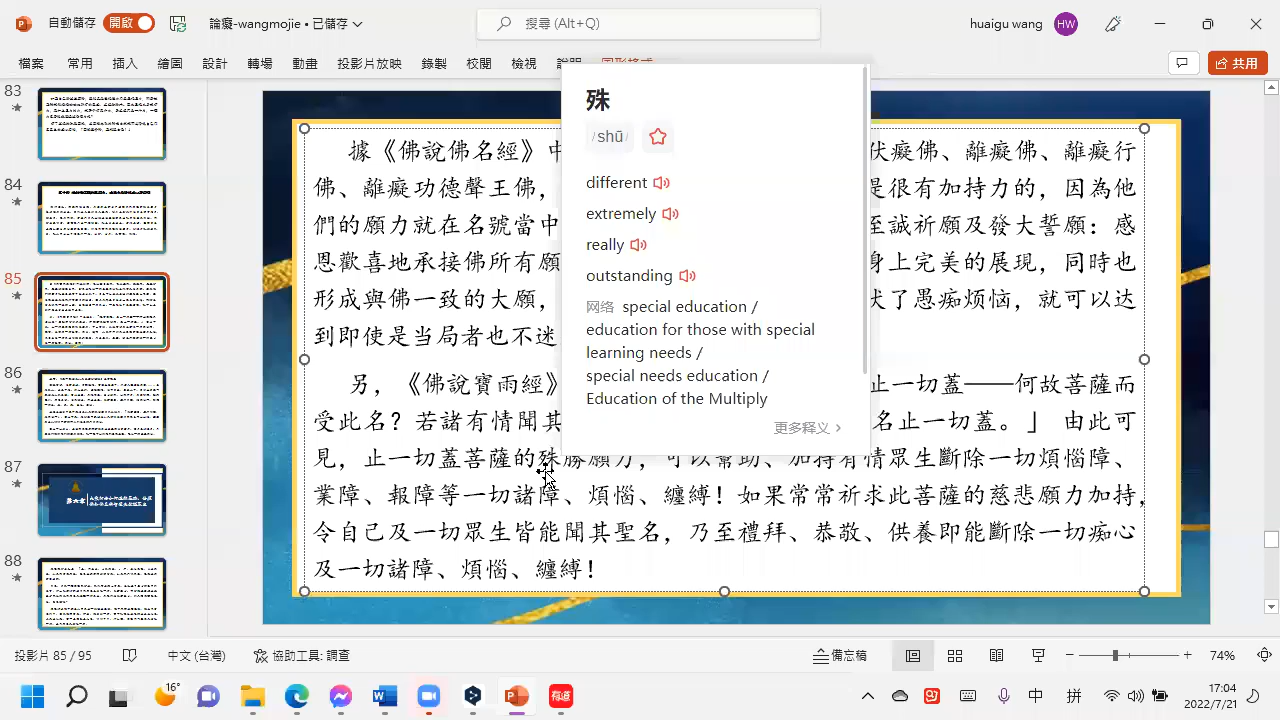 自動儲存 開啟 論癡-wangmojie • 已儲存 搜尋 (Alt+Q) huaigu wang HW
檔案 常用 插入 繪圖 設計 轉場 動畫 投影片放映 錄製 校閱 檢視 說明 圖形格式 共用
83
84
85
86
87
88
殊
/ shū /
different
extremely
really
outstanding
网络 special education /
education for those with special
learning needs /
special needs education /
Education of the Multiply
更多释义
據《佛說佛名經》中 伏癡佛、離癡佛、離癡行
佛、離癡功德聲王佛, 是很有加持力的，因為他
們的願力就在名號當中 至誠祈願及發大誓願：感
恩歡喜地承接佛所有願 身上完美的展現，同時也
形成與佛一致的大願， 伏了愚痴烦恼，就可以达
到即使是当局者也不迷
另，《佛說寶雨經》 止一切蓋——何故菩薩而
受此名？若諸有情聞其 名止一切蓋。」 由此可
見，止一切蓋菩薩的殊勝願力，可以幫助、加持有情眾生斷除一切煩惱障、
業障、報障等一切諸障、煩惱、纏縛！如果常常祈求此菩薩的慈悲願力加持，
令自己及一切眾生皆能聞其聖名，乃至禮拜、恭敬、供養即能斷除一切痴心
及一切諸障、煩惱、纏縛！
投影片 85 / 95 中文 (台灣) 協助工具: 調查 備忘稿 74%
16° 有道 中 拼 17:04
2022/7/21